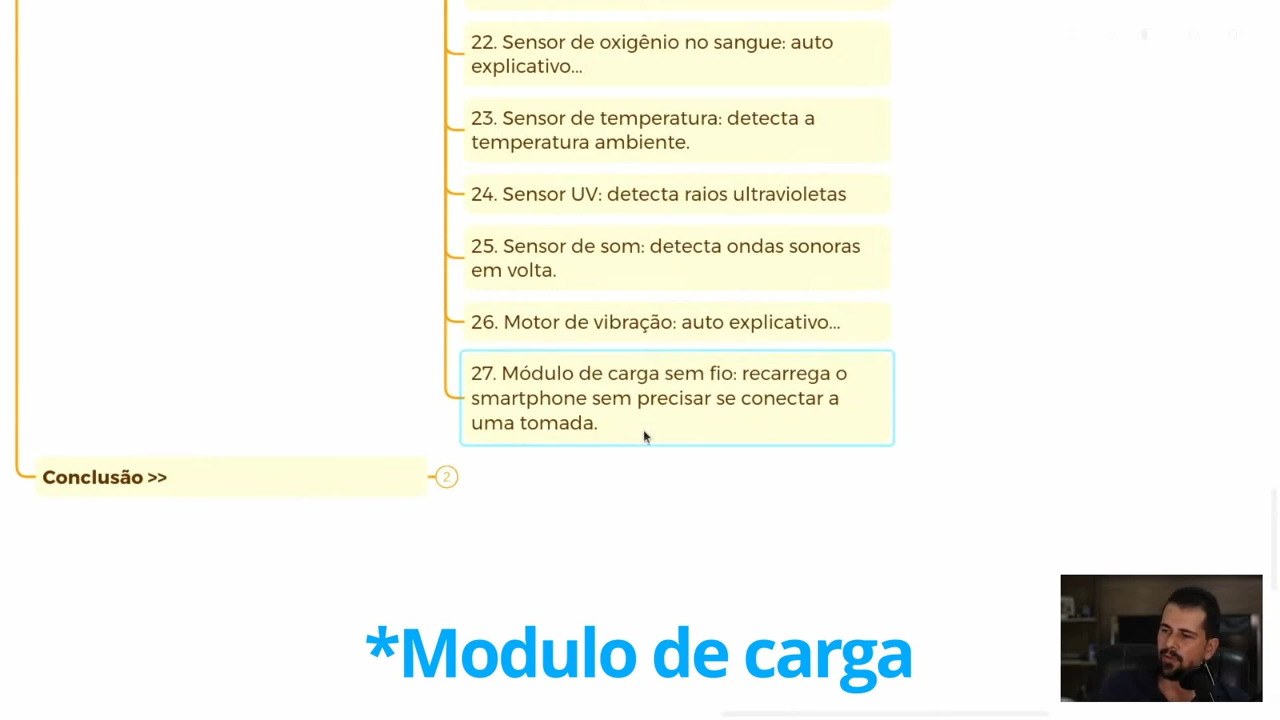 22. Sensor de oxigênio no sangue: auto
explicativo...
23. Sensor de temperatura: detecta a
temperatura ambiente.
24. Sensor UV: detecta raios ultravioletas
25. Sensor de som: detecta ondas sonoras
em volta.
26. Motor de vibração: auto explicativo...
27. Módulo de carga sem fio: recarrega o
smartphone sem precisar se conectar a
uma tomada.
Conclusão >>
2
*Modulo de carga